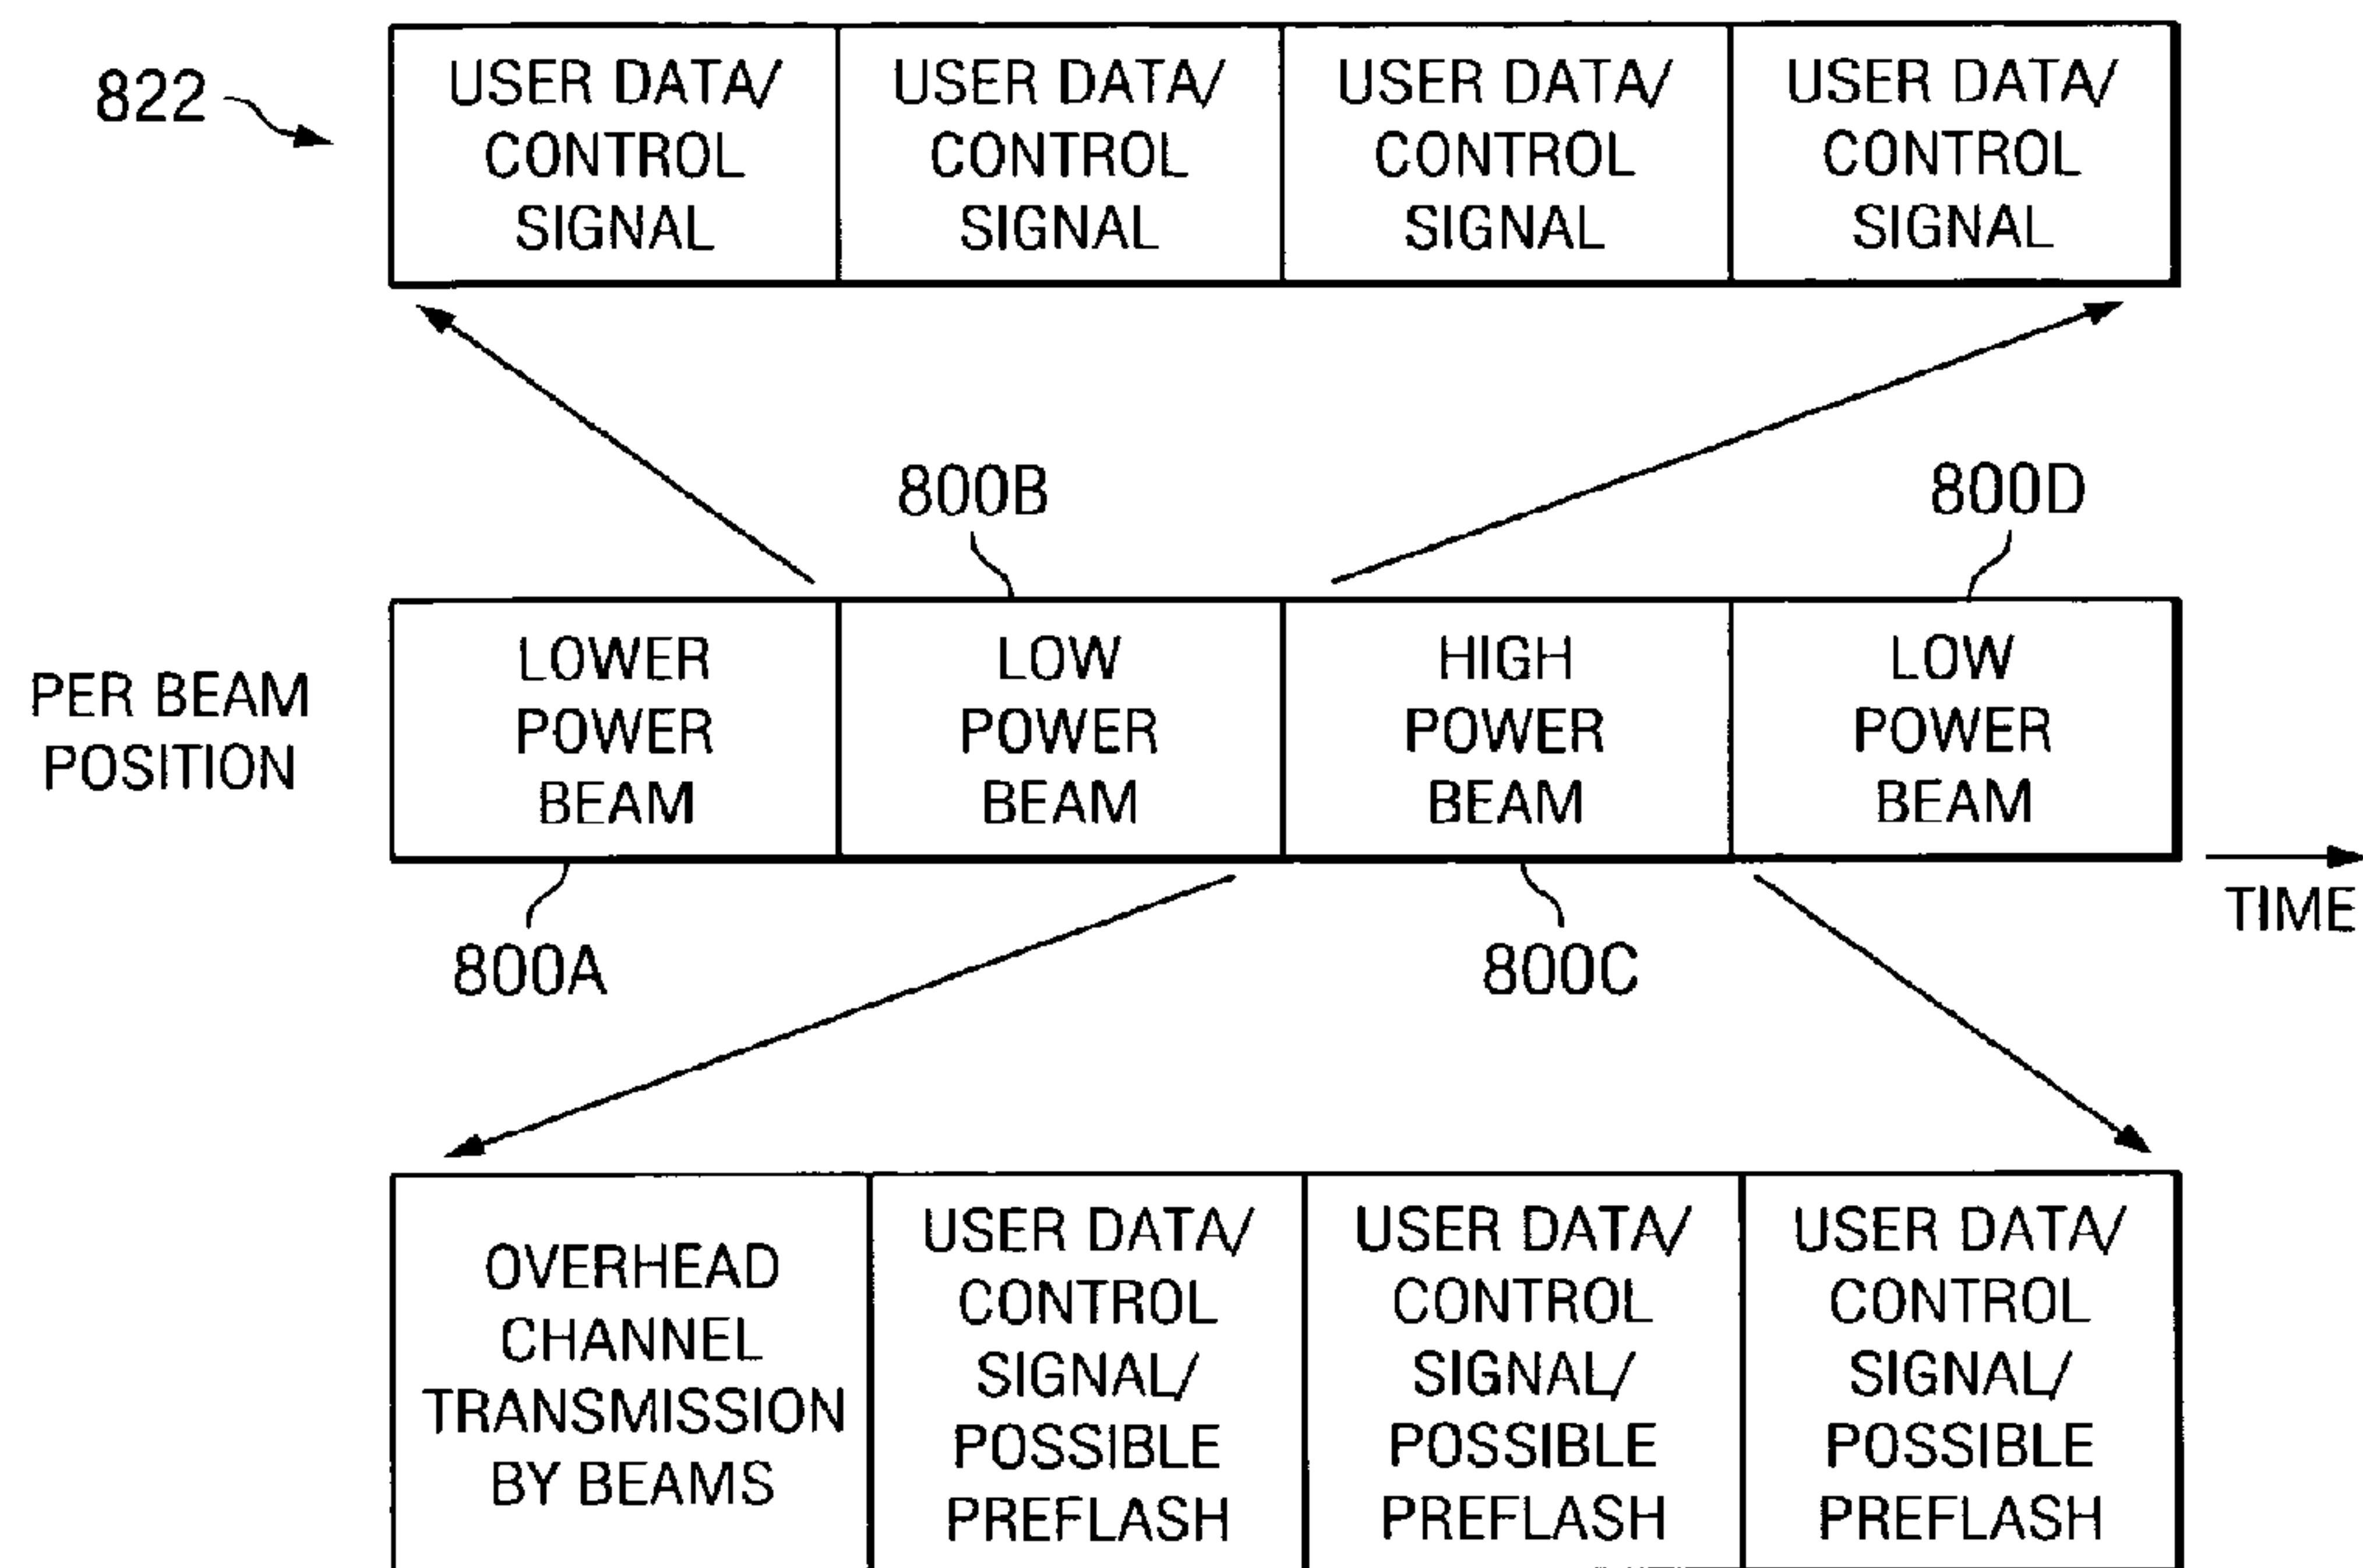 822
USER DATA/
CONTROL
SIGNAL
USER DATA/
CONTROL
SIGNAL
USER DATA/
CONTROL
SIGNAL
USER DATA/
CONTROL
SIGNAL
800B
800D
PER BEAM
POSITION
LOWER
POWER
BEAM
LOW
POWER
BEAM
HIGH
POWER
BEAM
LOW
POWER
BEAM
TIME
800A
800C
OVERHEAD
CHANNEL
TRANSMISSION
BY BEAMS
USER DATA/
CONTROL
SIGNAL/
POSSIBLE
PREFLASH
USER DATA/
CONTROL
SIGNAL/
POSSIBLE
PREFLASH
USER DATA/
CONTROL
SIGNAL/
POSSIBLE
PREFLASH